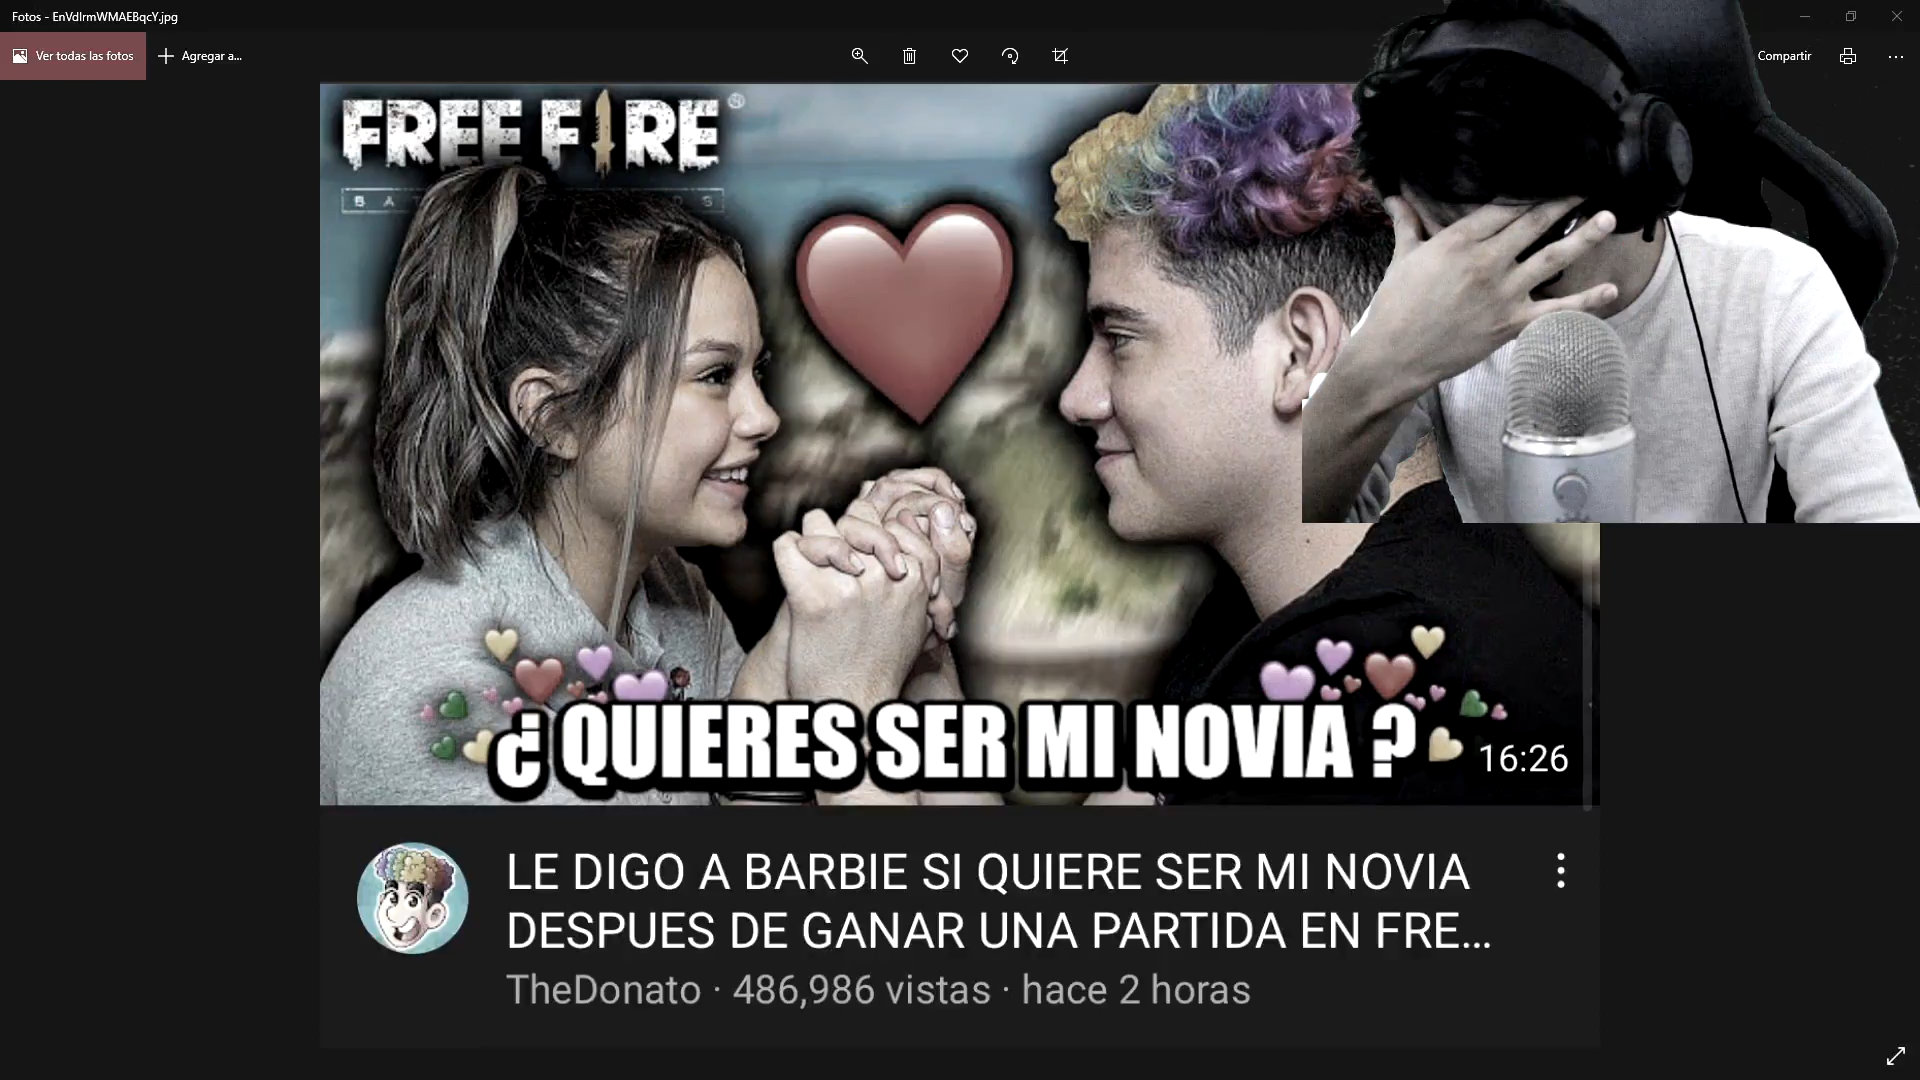 Fotos - EnVdlrmWMAEBqcY.jpg
Ver todas las fotos
Agregar a...
Compartir
FREE FIRE
¿ QUIERES SER MI NOVIA ?
16:26
LE DIGO A BARBIE SI QUIERE SER MI NOVIA
DESPUES DE GANAR UNA PARTIDA EN FRE...
TheDonato · 486,986 vistas · hace 2 horas